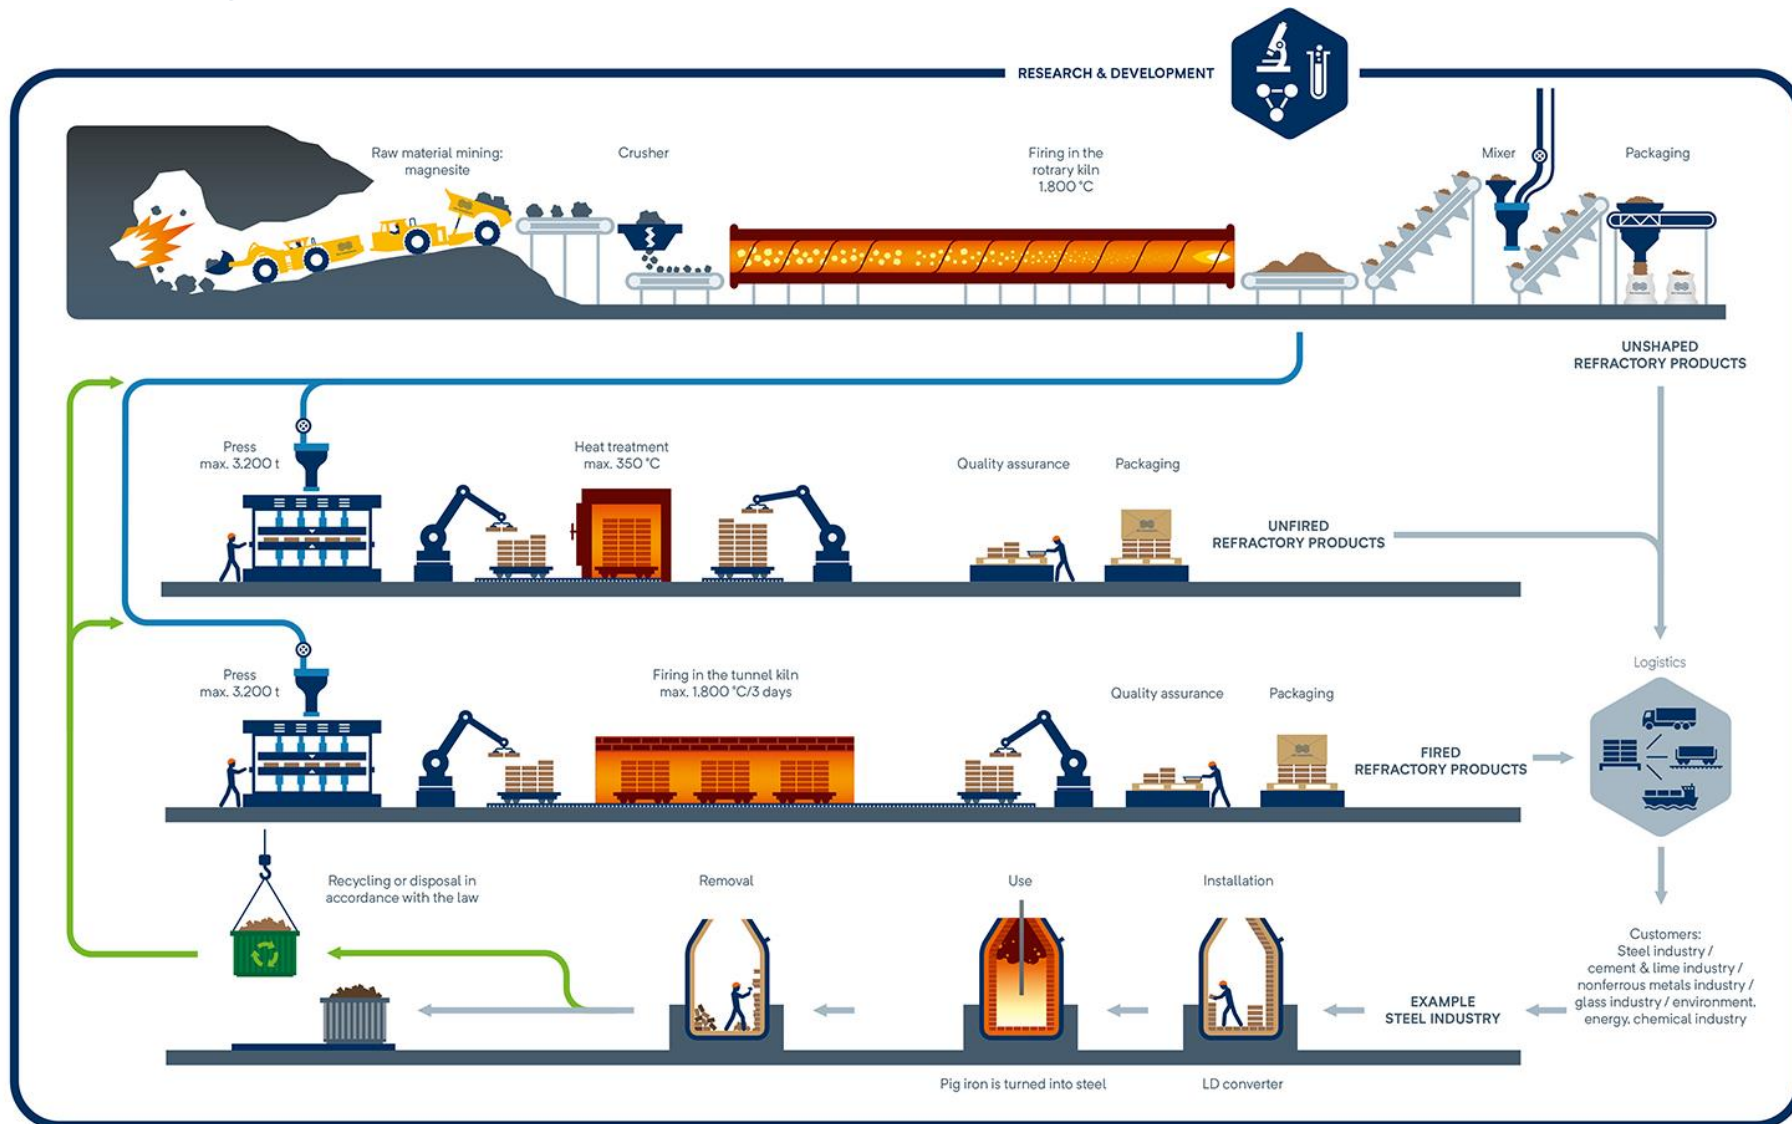 RESEARCH & DEVELOPMENT
Raw material mining:
magnesite
Crusher
Firing in the
rotrary kiln
1.800 °C
Mixer
Packaging
UNSHAPED
REFRACTORY PRODUCTS
Press
max. 3.200 t
Heat treatment
max. 350 °C
Quality assurance
Packaging
UNFIRED
REFRACTORY PRODUCTS
Press
max. 3.200 t
Firing in the tunnel kiln
max. 1.800 °C/3 days
Quality assurance
Packaging
FIRED
REFRACTORY PRODUCTS
Logistics
Recycling or disposal in
accordance with the law
Removal
Use
Installation
Customers:
Steel industry /
cement & lime industry /
nonferrous metals industry /
glass industry / environment,
energy, chemical industry
EXAMPLE
STEEL INDUSTRY
Pig iron is turned into steel
LD converter